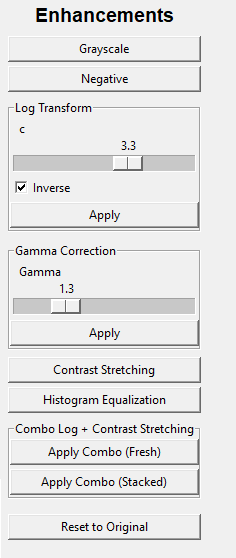 Enhancements
Grayscale
Negative
Log Transform
c
3.3
Inverse
Apply
Gamma Correction
Gamma
1.3
Apply
Contrast Stretching
Histogram Equalization
Combo Log + Contrast Stretching
Apply Combo (Fresh)
Apply Combo (Stacked)
Reset to Original